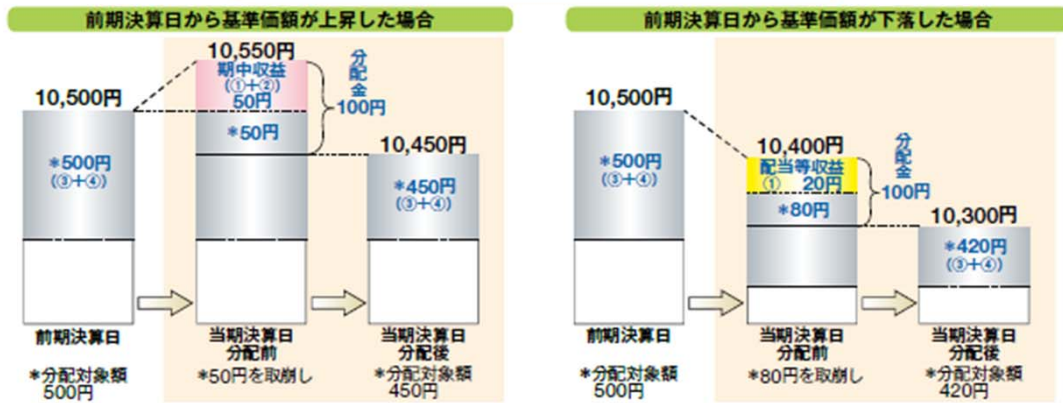 前期決算日から基準価額が上昇した場合
10,500円
*500円
(③+④)
10,550円
期中収益
(①+②)
50円
*50円
分配金
100円
10,450円
*450円
(③+④)
前期決算日
当期決算日
分配前
当期決算日
分配後
*分配対象額
500円
*50円を取崩し
*分配対象額
450円
前期決算日から基準価額が下落した場合
10,500円
*500円
(③+④)
10,400円
配当等収益
① 20円
*80円
分配金
100円
10,300円
*420円
(③+④)
前期決算日
当期決算日
分配前
当期決算日
分配後
*分配対象額
500円
*80円を取崩し
*分配対象額
420円